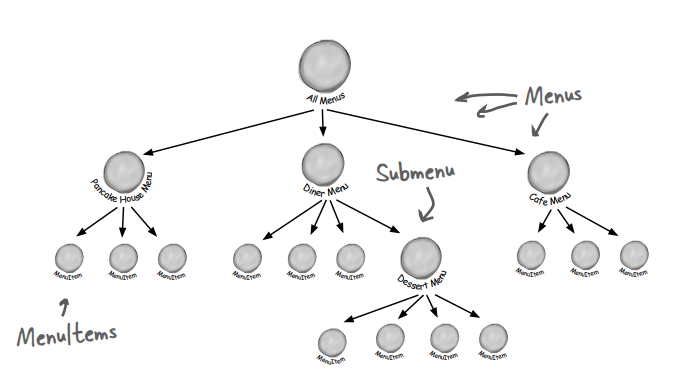 All Menus
Menus
Pancake House Menu
Diner Menu
Submenu
Cafe Menu
MenuItem
MenuItem
MenuItem
MenuItem
MenuItem
MenuItem
Dessert Menu
MenuItem
MenuItem
MenuItem
MenuItems
MenuItem
MenuItem
MenuItem
MenuItem